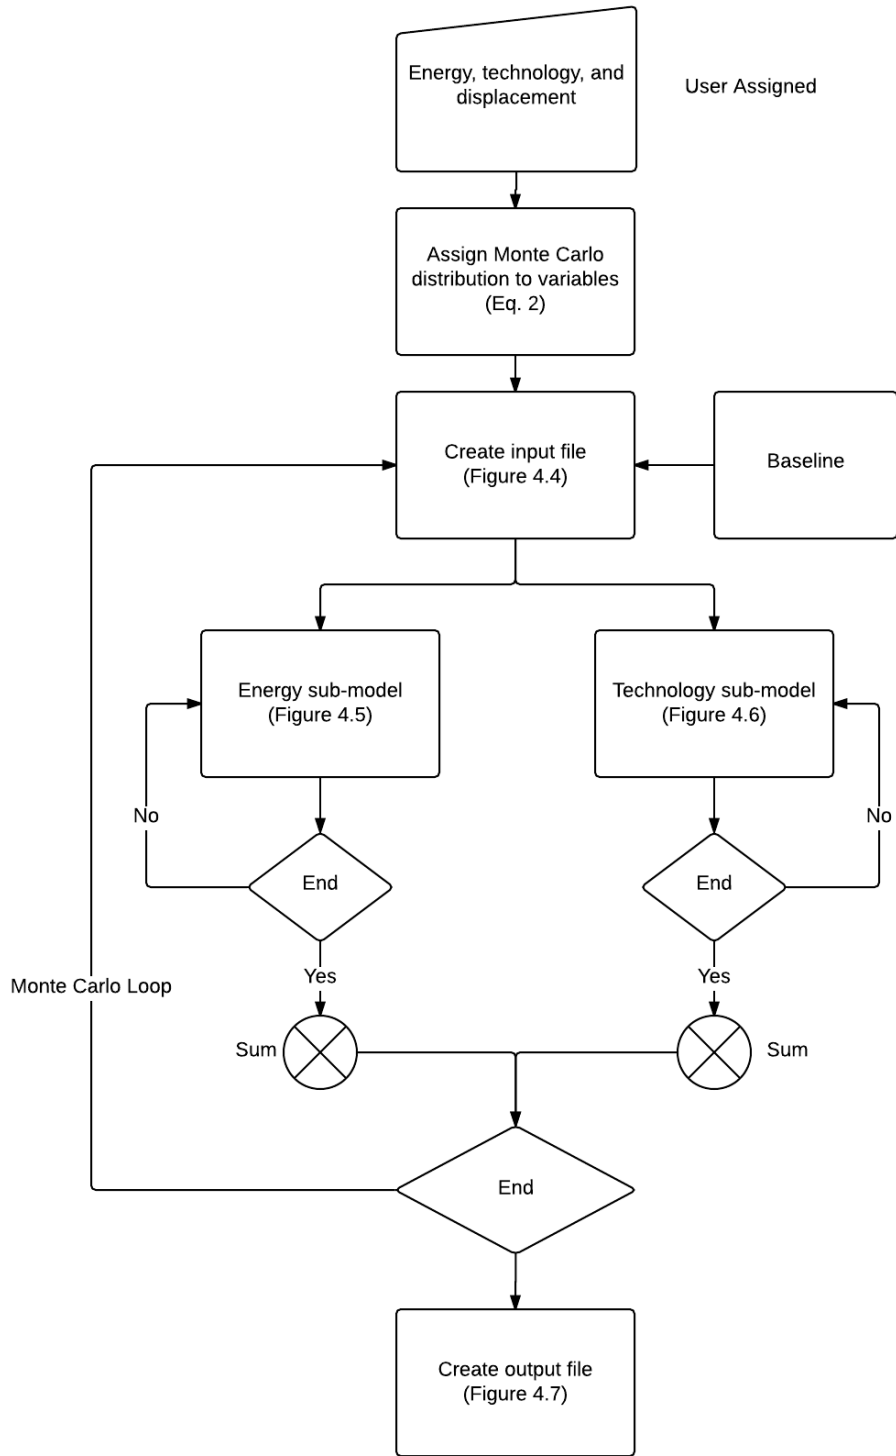 Energy, technology, and
displacement
User Assigned
Assign Monte Carlo
distribution to variables
(Eq. 2)
Create input file
(Figure 4.4)
Baseline
Energy sub-model
(Figure 4.5)
Technology sub-model
(Figure 4.6)
No
No
End
End
Yes
Yes
Monte Carlo Loop
Sum
Sum
End
Create output file
(Figure 4.7)